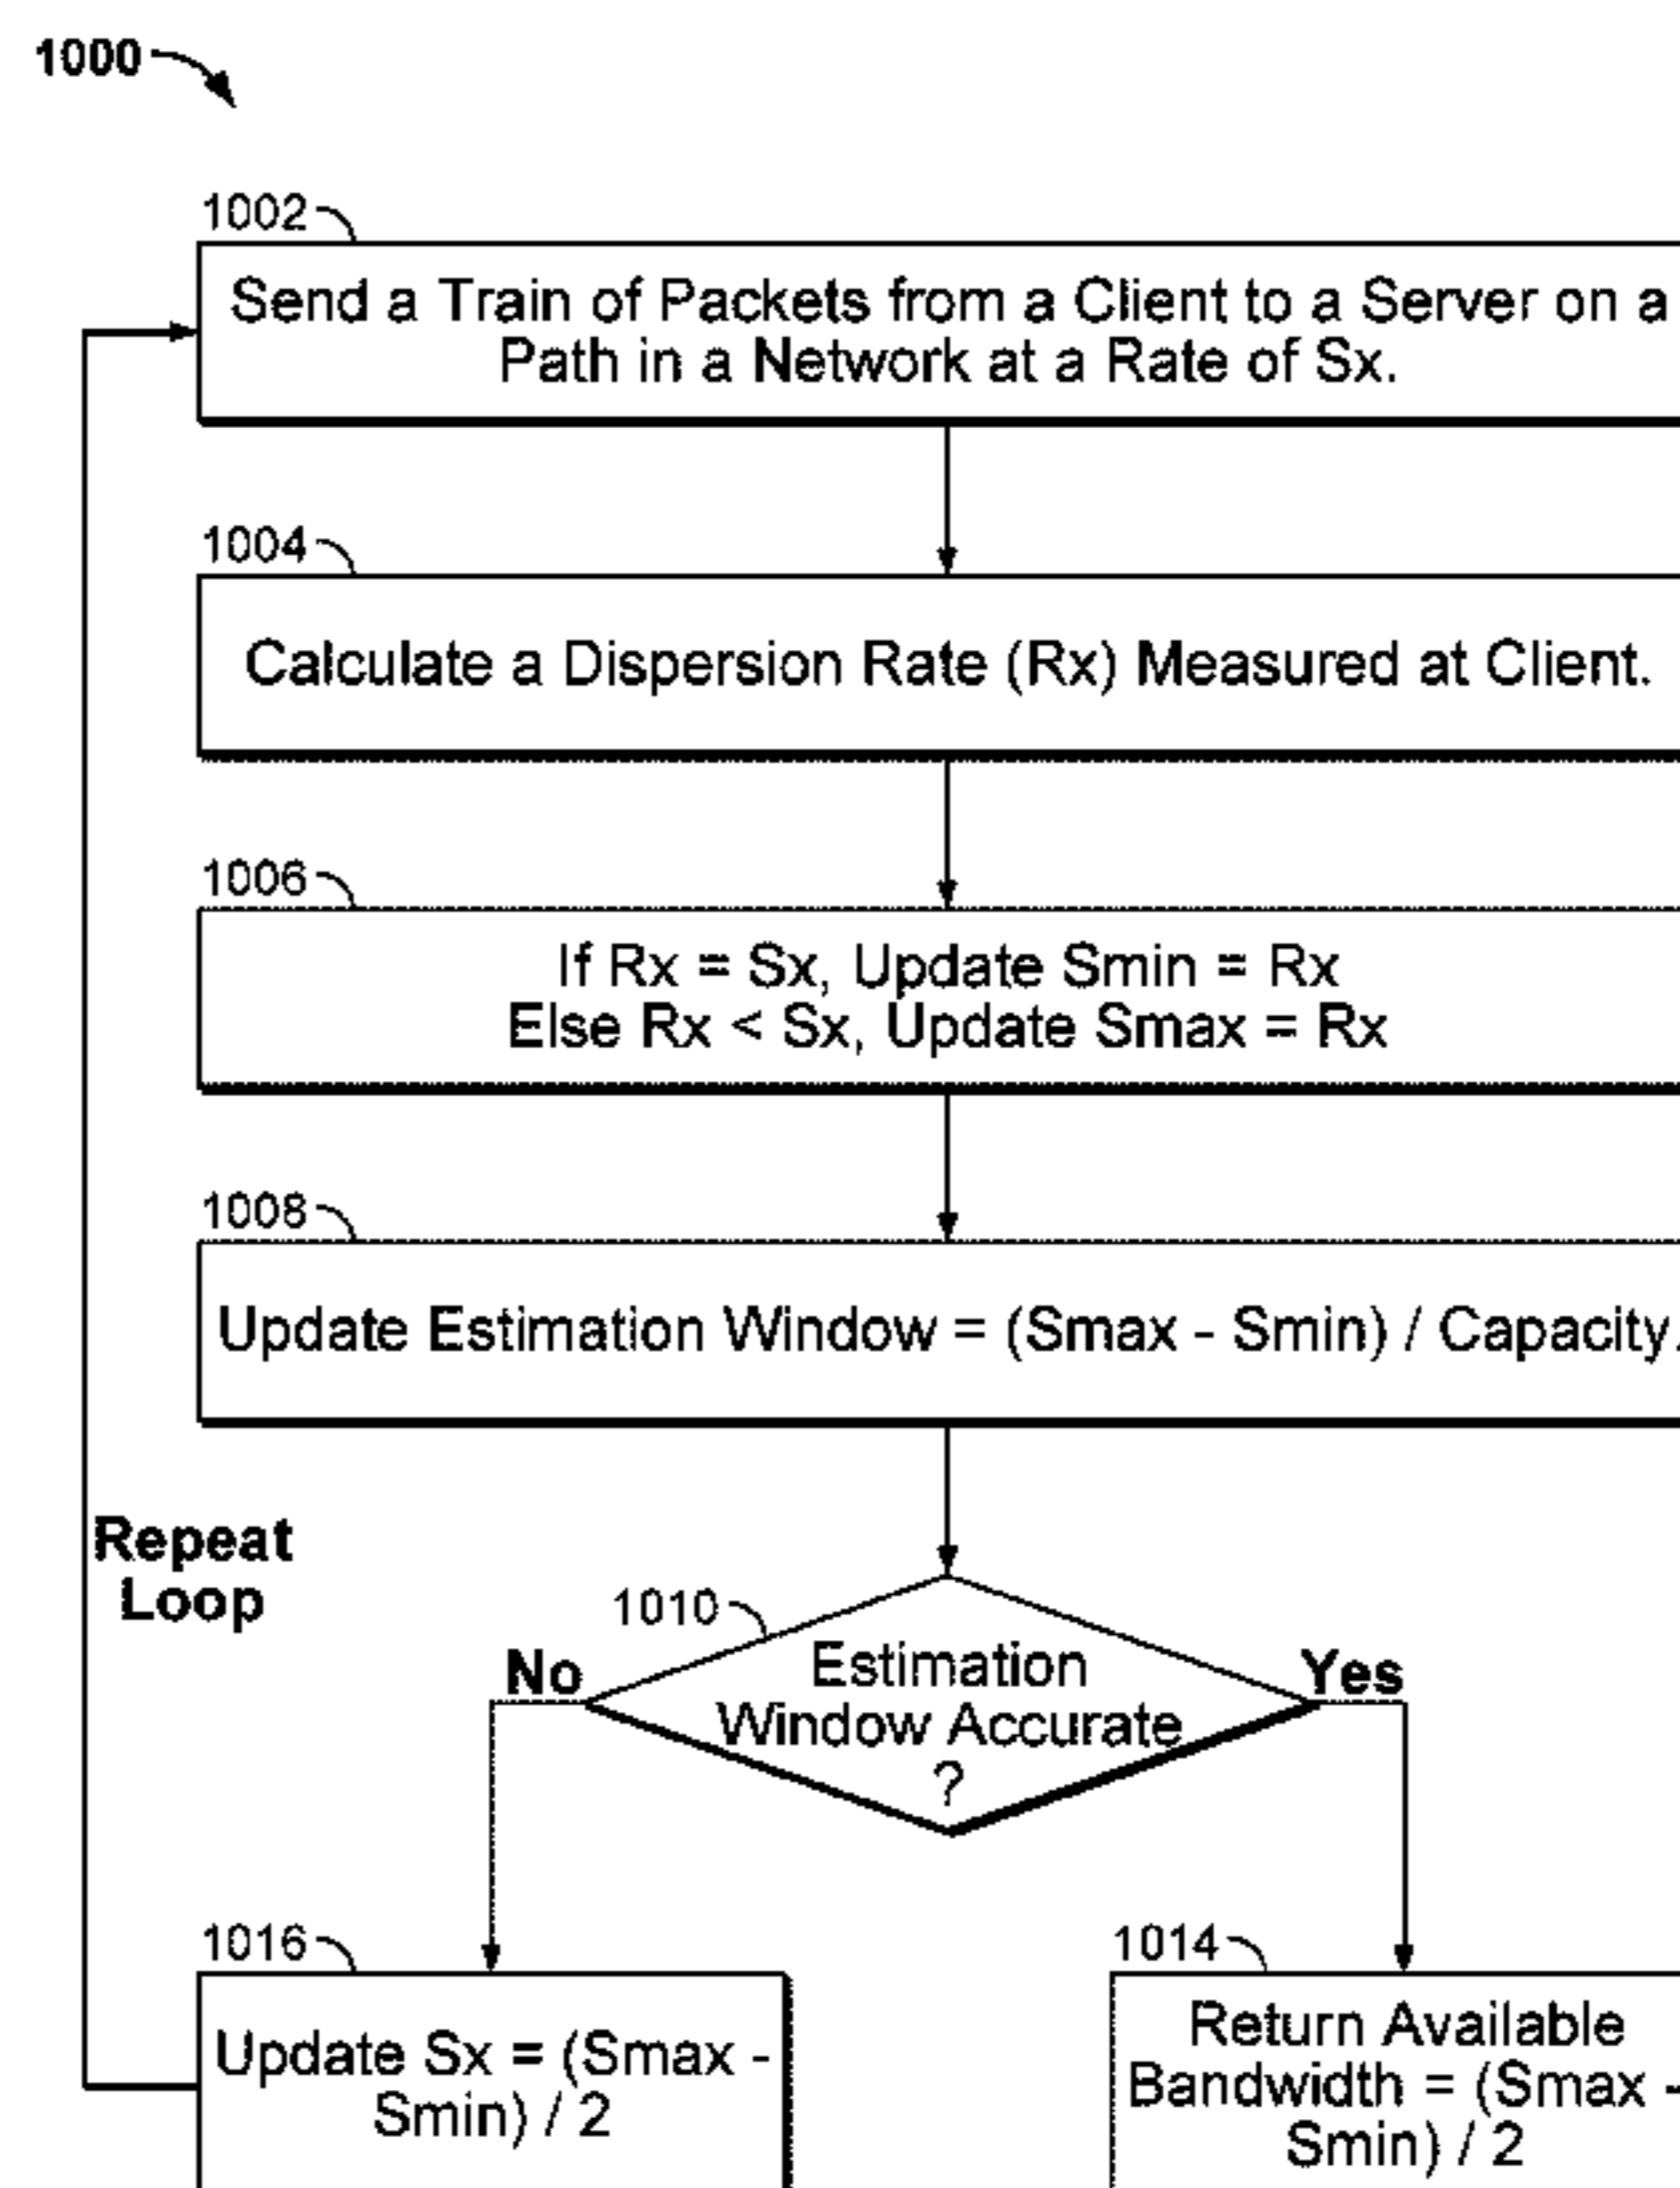 1000
1002
Send a Train of Packets from a Client to a Server on a
Path in a Network at a Rate of Sx.
1004
Calculate a Dispersion Rate (Rx) Measured at Client.
1006
If Rx = Sx, Update Smin = Rx
Else Rx < Sx, Update Smax = Rx
1008
Update Estimation Window = (Smax - Smin) / Capacity.
Repeat
Loop
1010
No
Estimation
Window Accurate
?
Yes
1016
Update Sx = (Smax -
Smin) / 2
1014
Return Available
Bandwidth = (Smax -
Smin) / 2